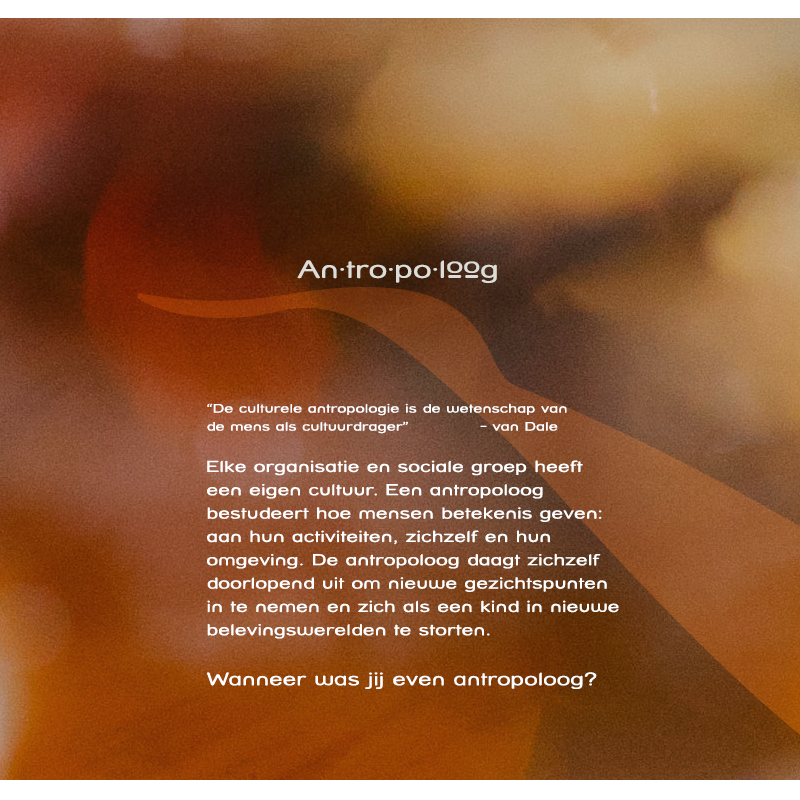 An·tro·po·loog
“De culturele antropologie is de wetenschap van
de mens als cultuurdrager” - van Dale
Elke organisatie en sociale groep heeft
een eigen cultuur. Een antropoloog
bestudeert hoe mensen betekenis geven:
aan hun activiteiten, zichzelf en hun
omgeving. De antropoloog daagt zichzelf
doorlopend uit om nieuwe gezichtspunten
in te nemen en zich als een kind in nieuwe
belevingswerelden te storten.
Wanneer was jij even antropoloog?